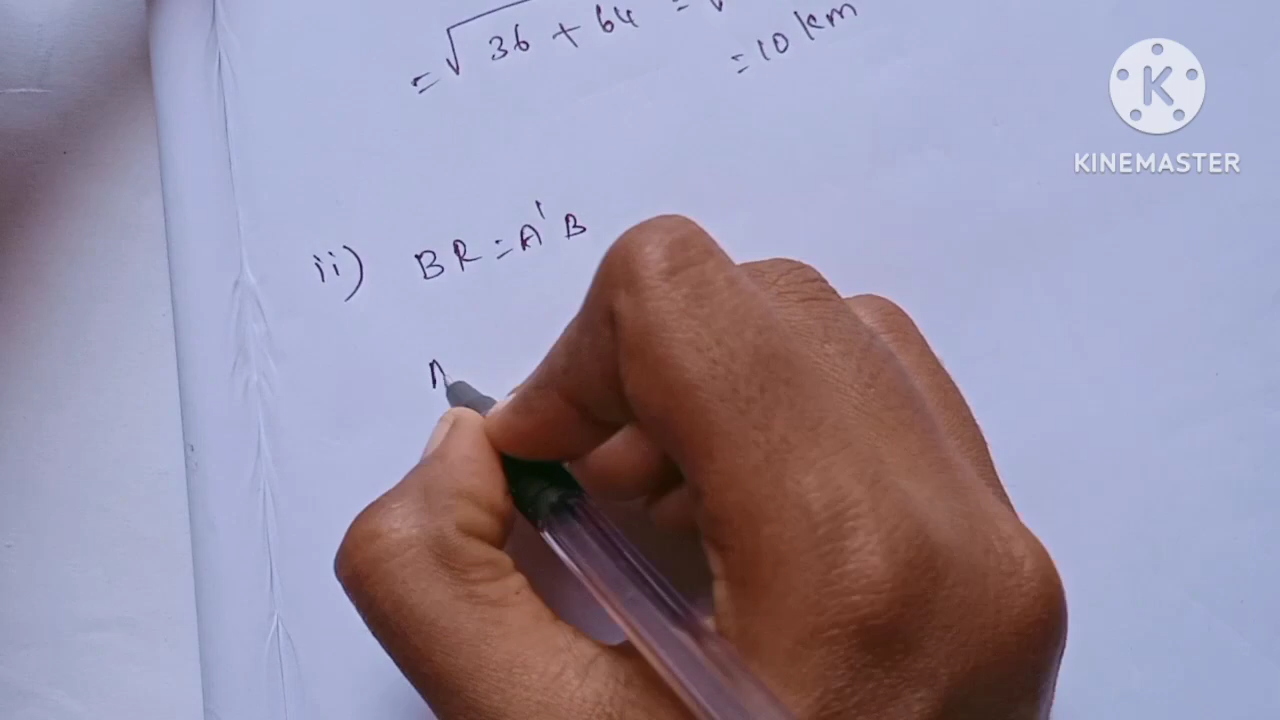 = √36 + 64 = √
= 10 km
K
KINEMASTER
ii) BR = A'B